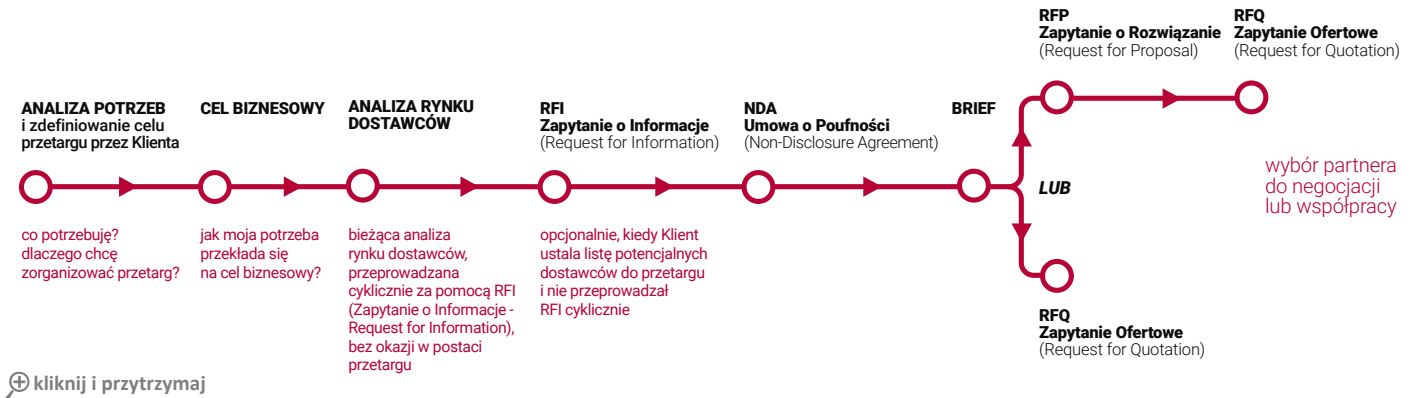 ANALIZA POTRZEB
i zdefiniowanie celu
przetargu przez Klienta
co potrzebuję?
dlaczego chcę
zorganizować przetarg?
CEL BIZNESOWY
jak moja potrzeba
przekłada się
na cel biznesowy?
ANALIZA RYNKU
DOSTAWCÓW
bieżąca analiza
rynku dostawców,
przeprowadzana
cyklicznie za pomocą RFI
(Zapytanie o Informacje -
Request for Information),
bez okazji w postaci
przetargu
RFI
Zapytanie o Informacje
(Request for Information)
opcjonalnie, kiedy Klient
ustala listę potencjalnych
dostawców do przetargu
i nie przeprowadzał
RFI cyklicznie
NDA
Umowa o Poufności
(Non-Disclosure Agreement)
BRIEF
RFP
Zapytanie o Rozwiązanie
(Request for Proposal)
RFQ
Zapytanie Ofertowe
(Request for Quotation)
LUB
wybór partnera
do negocjacji
lub współpracy
RFQ
Zapytanie Ofertowe
(Request for Quotation)
kliknij i przytrzymaj